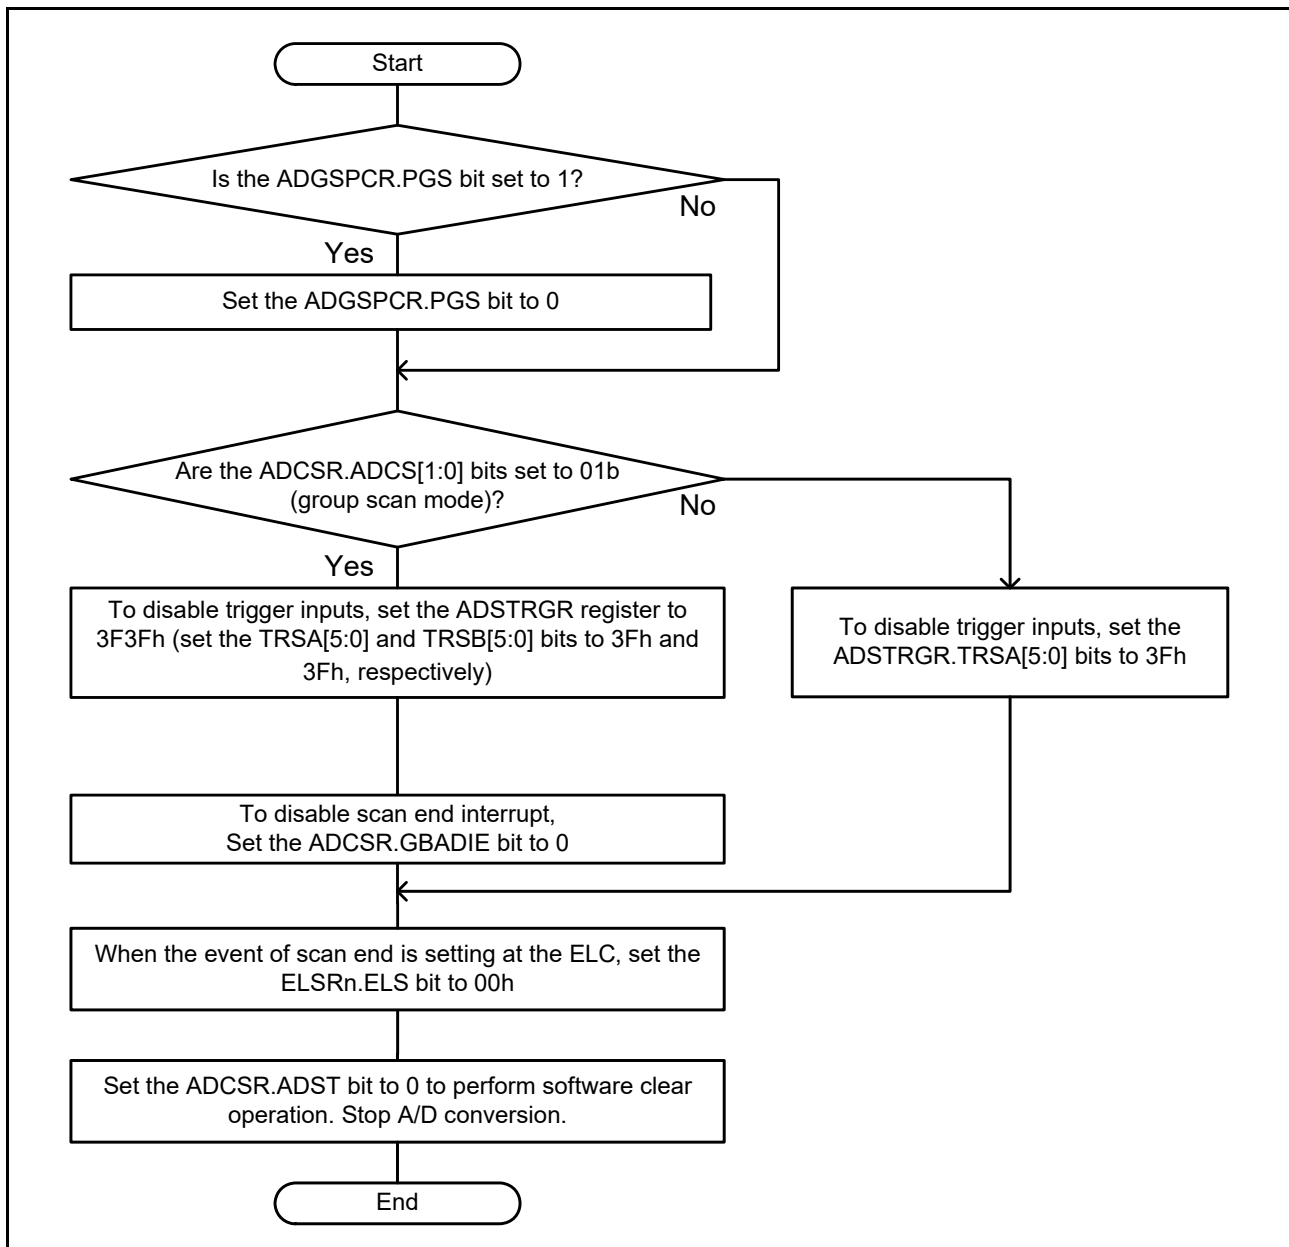 Start
Is the ADGSPCR.PGS bit set to 1?
No
Yes
Set the ADGSPCR.PGS bit to 0
Are the ADCSR.ADCS[1:0] bits set to 01b
(group scan mode)?
No
Yes
To disable trigger inputs, set the ADSTRGR register to
3F3Fh (set the TRSA[5:0] and TRSB[5:0] bits to 3Fh and
3Fh, respectively)
To disable trigger inputs, set the
ADSTRGR.TRSA[5:0] bits to 3Fh
To disable scan end interrupt,
Set the ADCSR.GBADIE bit to 0
When the event of scan end is setting at the ELC, set the
ELSRn.ELS bit to 00h
Set the ADCSR.ADST bit to 0 to perform software clear
operation. Stop A/D conversion.
End